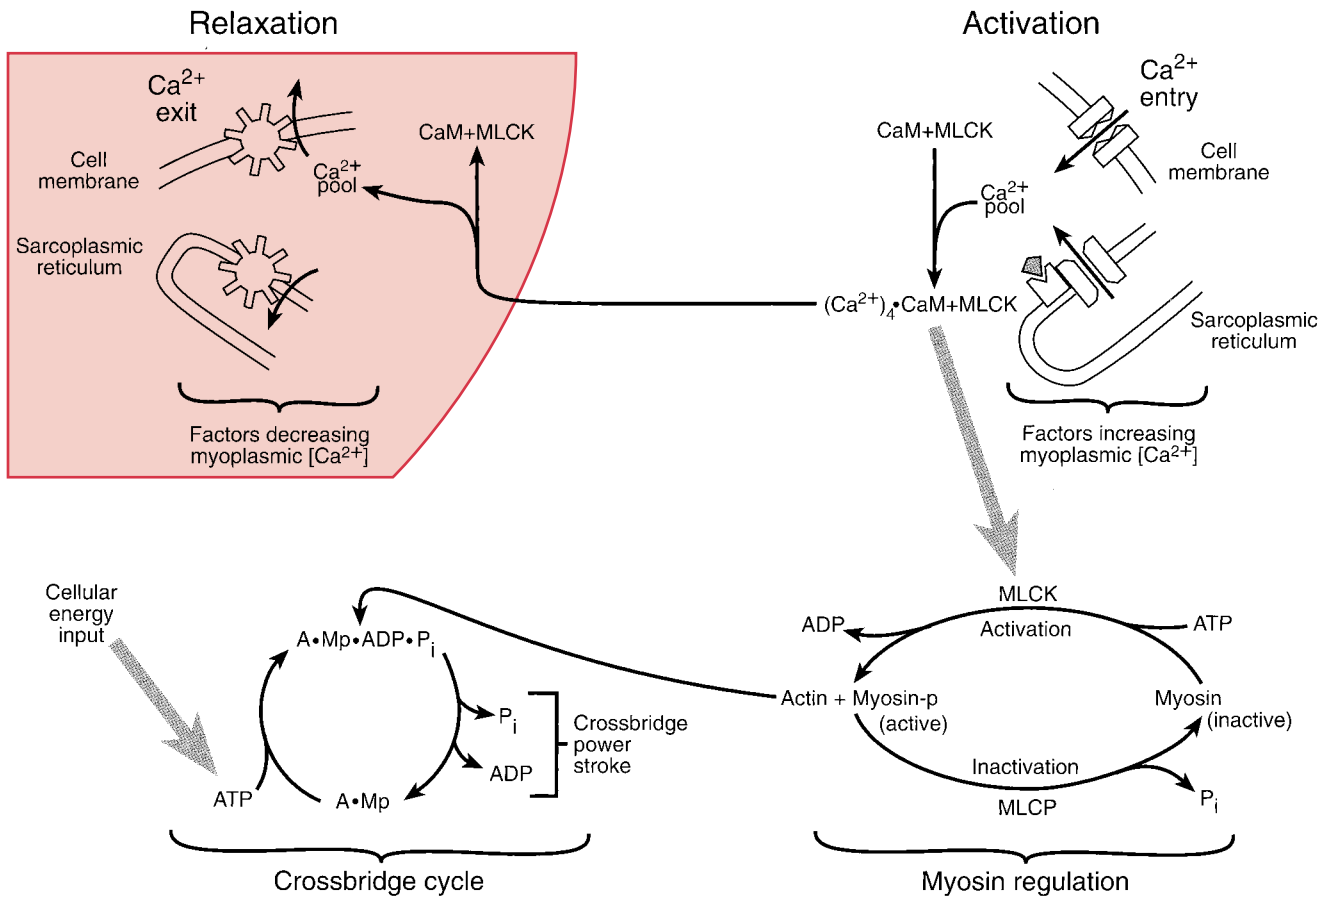 Relaxation
Activation
Ca²⁺
exit
Cell
membrane
Ca²⁺
pool
CaM+MLCK
Sarcoplasmic
reticulum
Factors decreasing
myoplasmic [Ca²⁺]
CaM+MLCK
Ca²⁺
entry
Cell
membrane
Ca²⁺
pool
(Ca²⁺)₄•CaM+MLCK
Sarcoplasmic
reticulum
Factors increasing
myoplasmic [Ca²⁺]
Cellular
energy
input
A•Mp•ADP•Pᵢ
Pᵢ
ADP
Crossbridge
power
stroke
ATP
A•Mp
Crossbridge cycle
MLCK
Activation
ADP
ATP
Actin + Myosin-p
(active)
Myosin
(inactive)
Inactivation
MLCP
Pᵢ
Myosin regulation